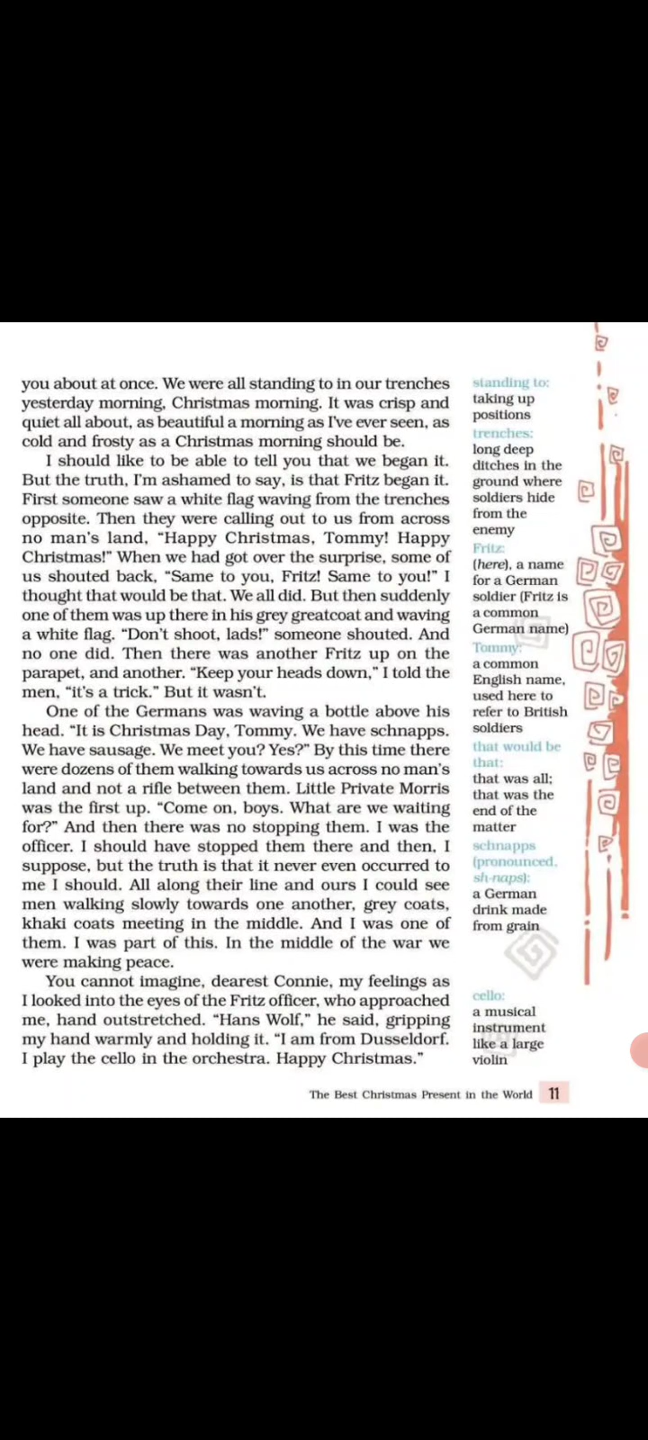 you about at once. We were all standing to in our trenches
yesterday morning, Christmas morning. It was crisp and
quiet all about, as beautiful a morning as I've ever seen, as
cold and frosty as a Christmas morning should be.
I should like to be able to tell you that we began it.
But the truth, I'm ashamed to say, is that Fritz began it.
First someone saw a white flag waving from the trenches
opposite. Then they were calling out to us from across
no man's land, “Happy Christmas, Tommy! Happy
Christmas!” When we had got over the surprise, some of
us shouted back, “Same to you, Fritz! Same to you!” I
thought that would be that. We all did. But then suddenly
one of them was up there in his grey greatcoat and waving
a white flag. “Don't shoot, lads!” someone shouted. And
no one did. Then there was another Fritz up on the
parapet, and another. “Keep your heads down,” I told the
men, “it's a trick.” But it wasn't.
One of the Germans was waving a bottle above his
head. “It is Christmas Day, Tommy. We have schnapps.
We have sausage. We meet you? Yes?” By this time there
were dozens of them walking towards us across no man's
land and not a rifle between them. Little Private Morris
was the first up. “Come on, boys. What are we waiting
for?” And then there was no stopping them. I was the
officer. I should have stopped them there and then, I
suppose, but the truth is that it never even occurred to
me I should. All along their line and ours I could see
men walking slowly towards one another, grey coats,
khaki coats meeting in the middle. And I was one of
them. I was part of this. In the middle of the war we
were making peace.
You cannot imagine, dearest Connie, my feelings as
I looked into the eyes of the Fritz officer, who approached
me, hand outstretched. “Hans Wolf,” he said, gripping
my hand warmly and holding it. “I am from Dusseldorf.
I play the cello in the orchestra. Happy Christmas.”
standing to:
taking up
positions
trenches:
long deep
ditches in the
ground where
soldiers hide
from the
enemy
Fritz:
(here), a name
for a German
soldier (Fritz is
a common
German name)
Tommy:
a common
English name,
used here to
refer to British
soldiers
that would be
that:
that was all;
that was the
end of the
matter
schnapps
(pronounced,
sh-naps):
a German
drink made
from grain
cello:
a musical
instrument
like a large
violin
The Best Christmas Present in the World 11